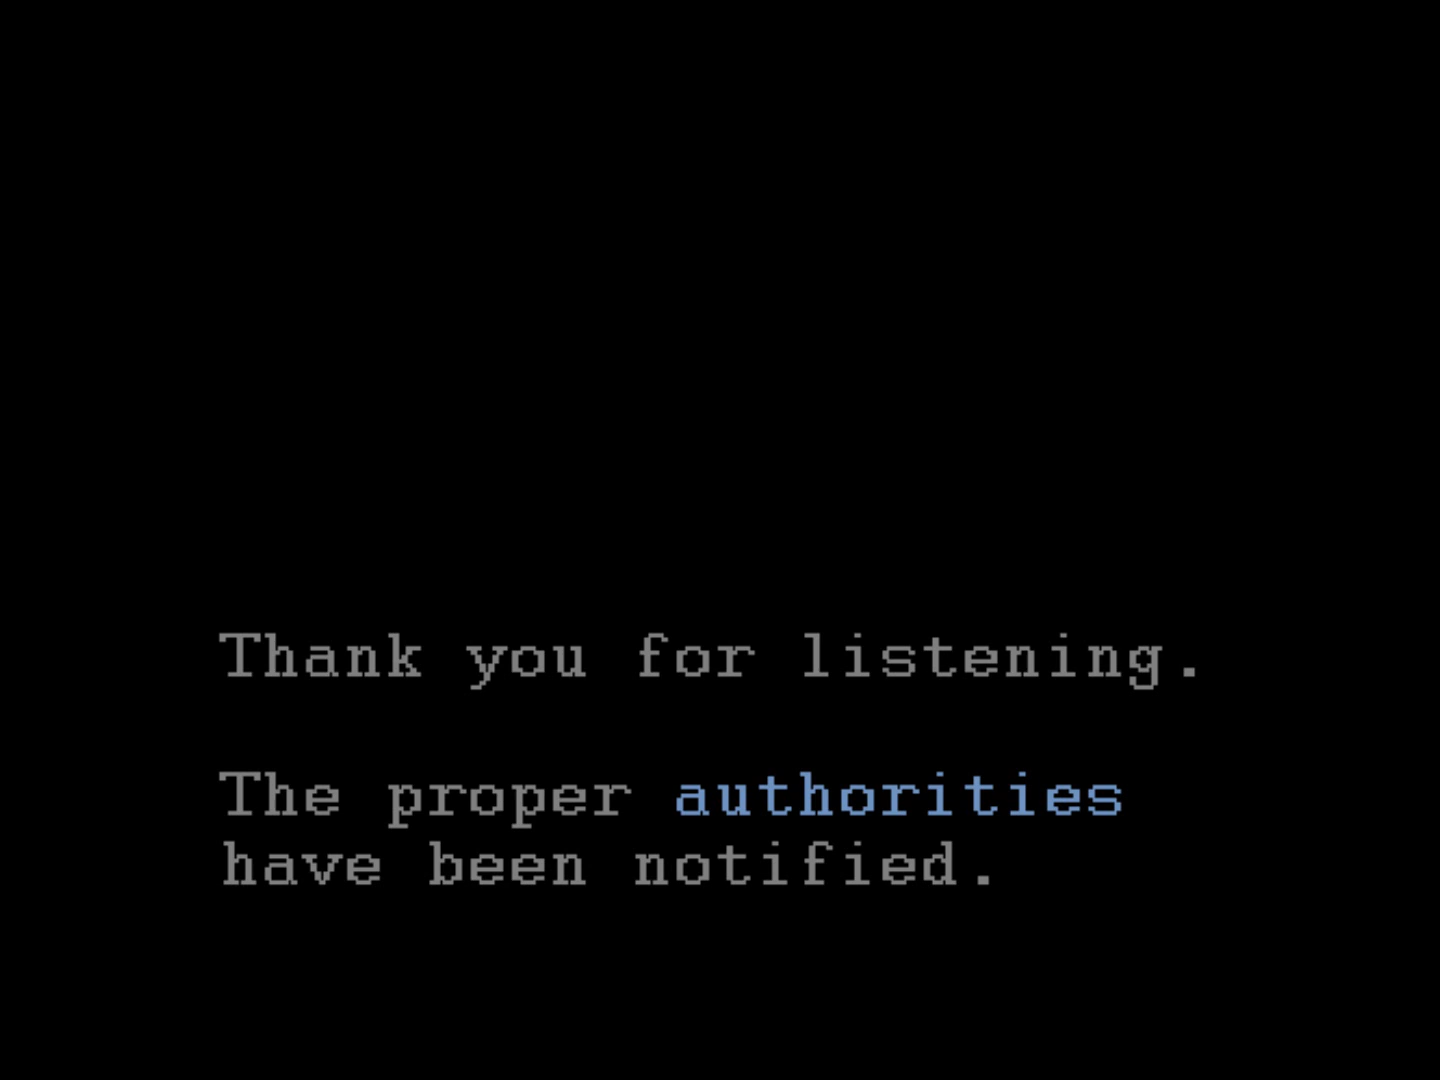 Thank you for listening.
The proper authorities
have been notified.